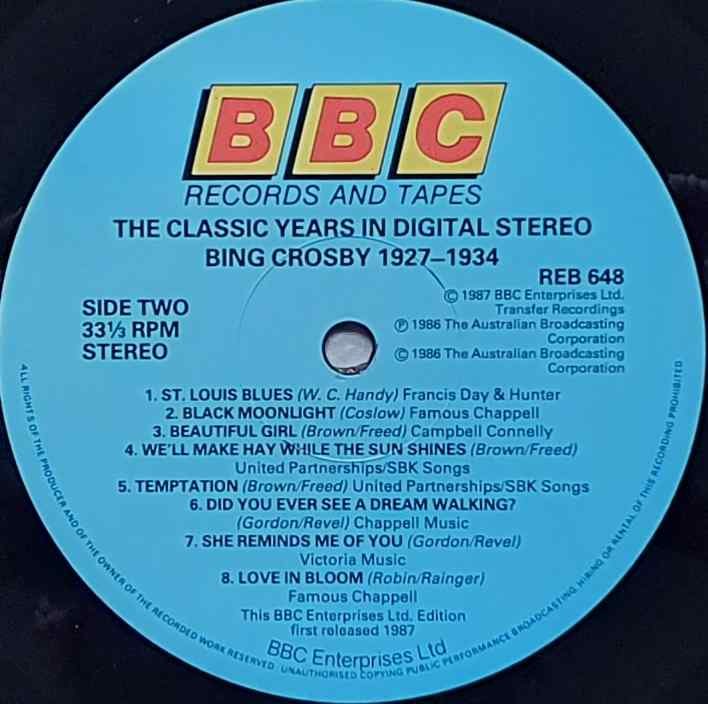 BBC
RECORDS AND TAPES
THE CLASSIC YEARS IN DIGITAL STEREO
BING CROSBY 1927–1934
REB 648
© 1987 BBC Enterprises Ltd.
Transfer Recordings
℗ 1986 The Australian Broadcasting
Corporation
© 1986 The Australian Broadcasting
Corporation
SIDE TWO
33⅓ RPM
STEREO
1. ST. LOUIS BLUES (W. C. Handy) Francis Day & Hunter
2. BLACK MOONLIGHT (Coslow) Famous Chappell
3. BEAUTIFUL GIRL (Brown/Freed) Campbell Connelly
4. WE'LL MAKE HAY WHILE THE SUN SHINES (Brown/Freed)
United Partnerships/SBK Songs
5. TEMPTATION (Brown/Freed) United Partnerships/SBK Songs
6. DID YOU EVER SEE A DREAM WALKING?
(Gordon/Revel) Chappell Music
7. SHE REMINDS ME OF YOU (Gordon/Revel)
Victoria Music
8. LOVE IN BLOOM (Robin/Rainger)
Famous Chappell
This BBC Enterprises Ltd. Edition
first released 1987
BBC Enterprises Ltd
ALL RIGHTS OF THE PRODUCER AND OF THE OWNER OF THE RECORDED WORK RESERVED. UNAUTHORISED COPYING PUBLIC PERFORMANCE BROADCASTING, HIRING OR RENTAL OF THIS RECORDING PROHIBITED